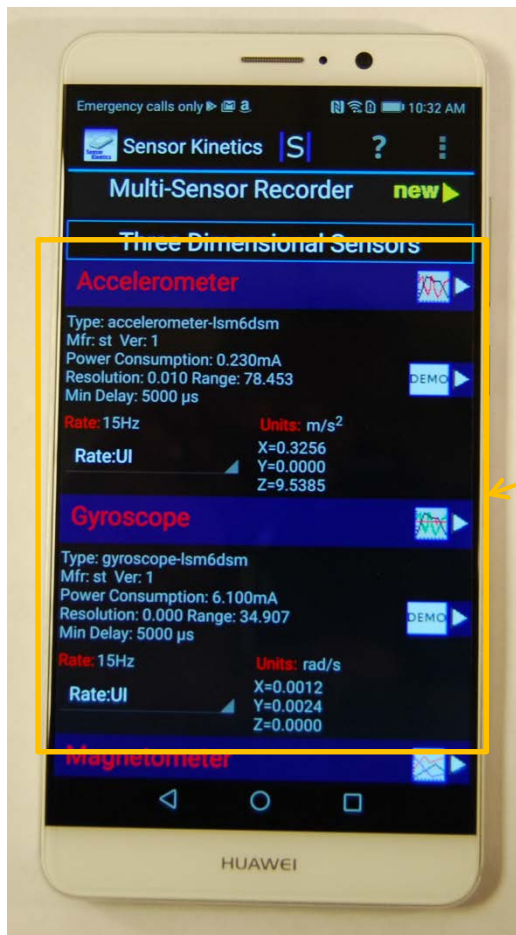 Emergency calls only
10:32 AM
Sensor Kinetics |S| ?
Multi-Sensor Recorder new
Three Dimensional Sensors
Accelerometer
Type: accelerometer-lsm6dsm
Mfr: st Ver: 1
Power Consumption: 0.230mA
Resolution: 0.010 Range: 78.453
DEMO
Min Delay: 5000 μs
Rate: 15Hz Units: m/s²
Rate:UI
X=0.3256
Y=0.0000
Z=9.5385
Gyroscope
Type: gyroscope-lsm6dsm
Mfr: st Ver: 1
Power Consumption: 6.100mA
Resolution: 0.000 Range: 34.907
DEMO
Min Delay: 5000 μs
Rate: 15Hz Units: rad/s
Rate:UI
X=0.0012
Y=0.0024
Z=0.0000
Magnetometer
HUAWEI